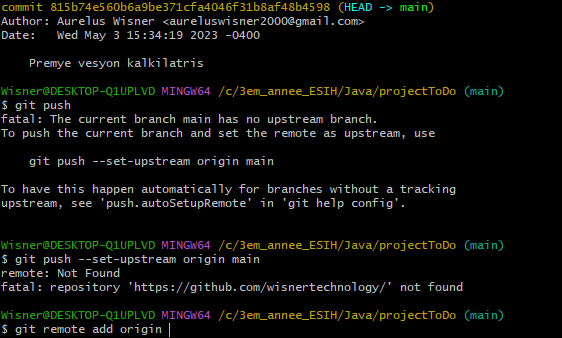 commit 815b74e560b6a9be371cfa4046f31b8af48b4598 (HEAD -> main)
Author: Aurelus Wisner <aureluswisner2000@gmail.com>
Date:   Wed May 3 15:34:19 2023 -0400

    Premye vesyon kalkilatris

Wisner@DESKTOP-Q1UPLVD MINGW64 /c/3em_annee_ESIH/Java/projectToDo (main)
$ git push
fatal: The current branch main has no upstream branch.
To push the current branch and set the remote as upstream, use

    git push --set-upstream origin main

To have this happen automatically for branches without a tracking
upstream, see 'push.autoSetupRemote' in 'git help config'.

Wisner@DESKTOP-Q1UPLVD MINGW64 /c/3em_annee_ESIH/Java/projectToDo (main)
$ git push --set-upstream origin main
remote: Not Found
fatal: repository 'https://github.com/wisnertechnology/' not found

Wisner@DESKTOP-Q1UPLVD MINGW64 /c/3em_annee_ESIH/Java/projectToDo (main)
$ git remote add origin